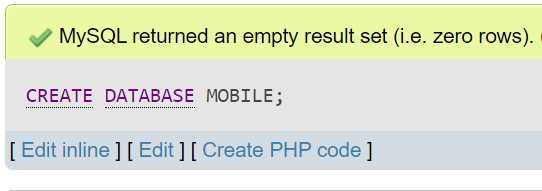 MySQL returned an empty result set (i.e. zero rows). (
CREATE DATABASE MOBILE;
[ Edit inline ] [ Edit ] [ Create PHP code ]